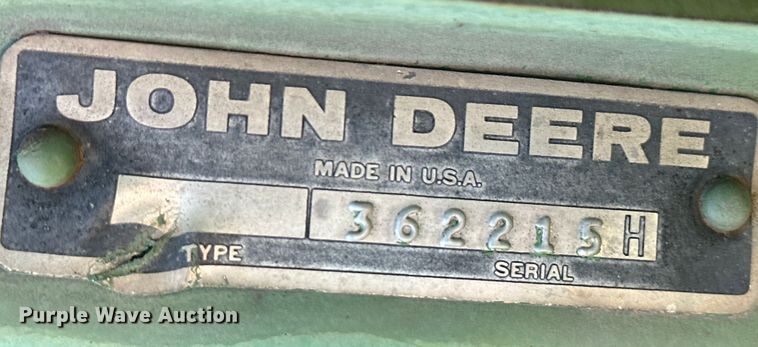 JOHN DEERE
MADE IN U.S.A.
362215H
TYPE
SERIAL
Purple Wave Auction